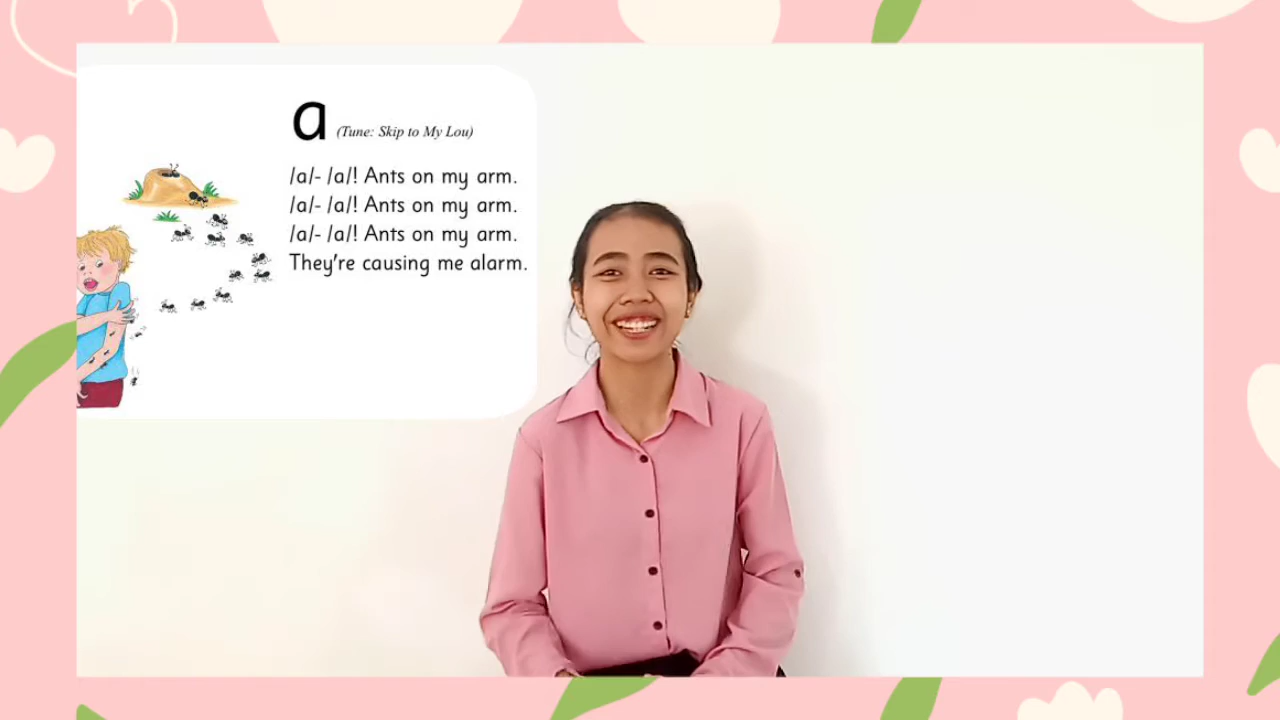 a (Tune: Skip to My Lou)
/a/- /a/! Ants on my arm.
/a/- /a/! Ants on my arm.
/a/- /a/! Ants on my arm.
They're causing me alarm.